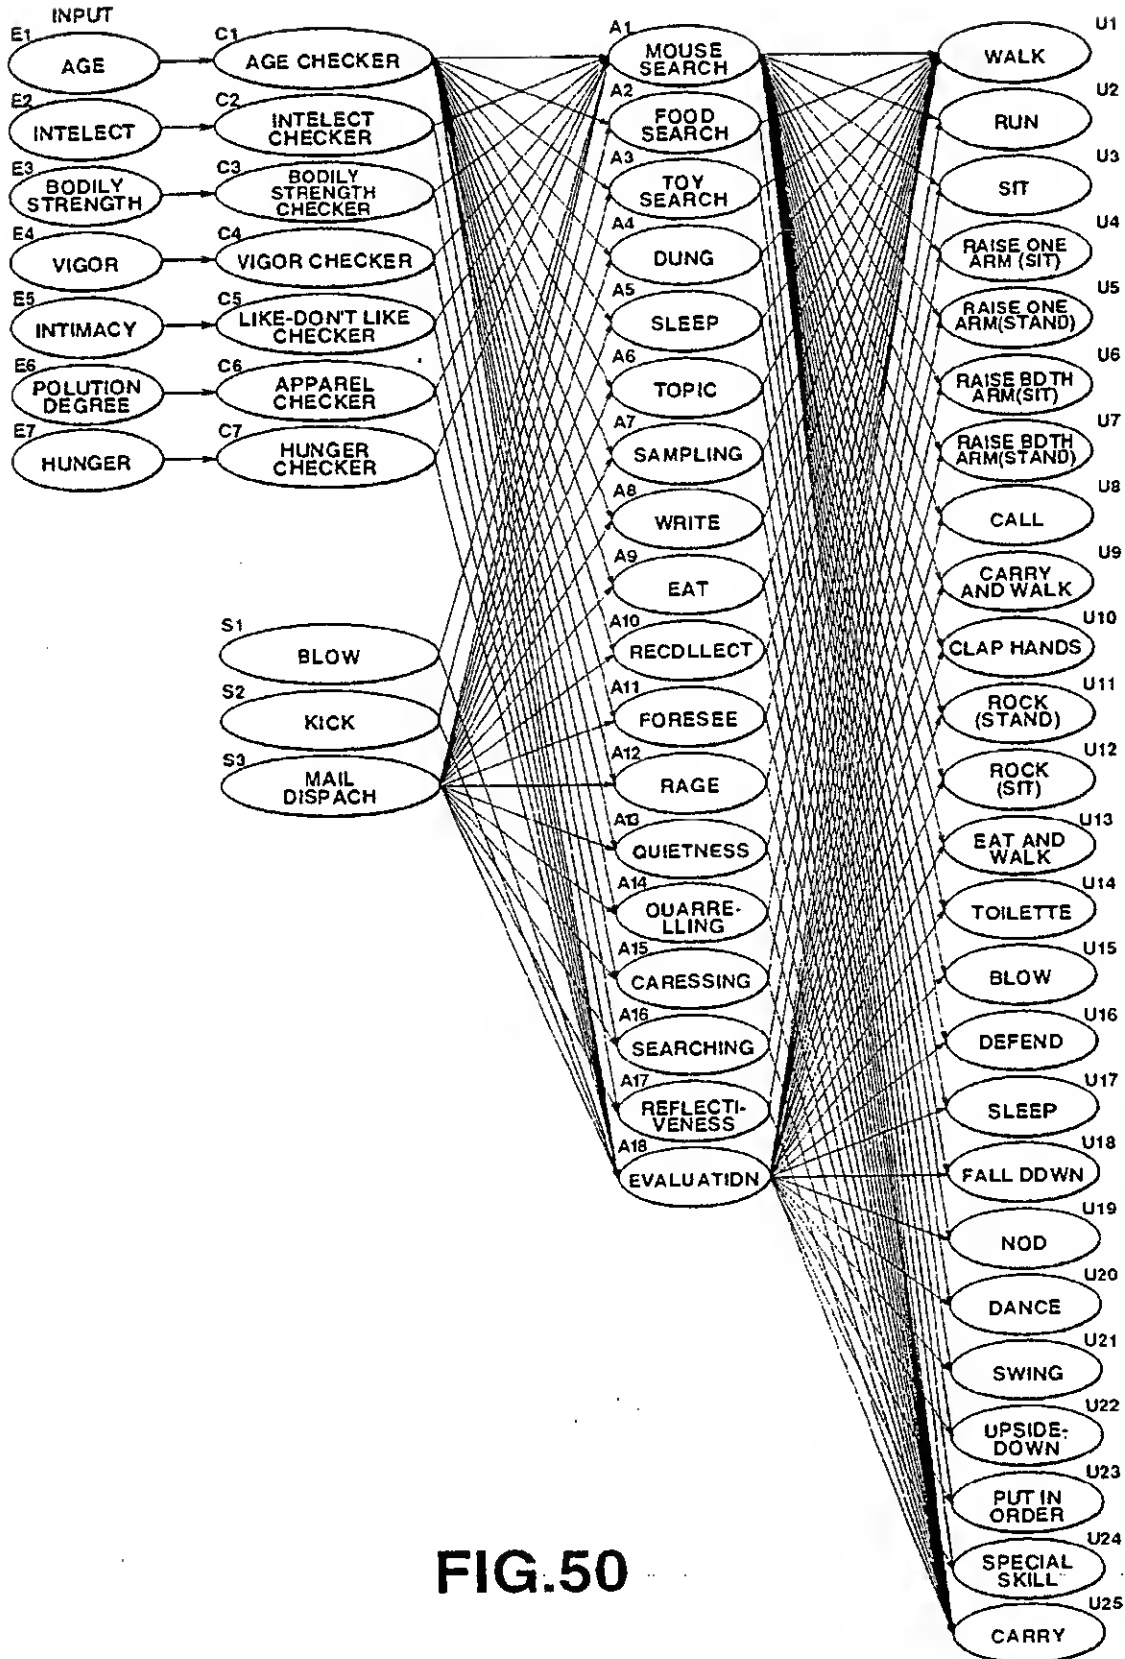 INPUT
E1
AGE
E2
INTELECT
E3
BODILY
STRENGTH
E4
VIGOR
E5
INTIMACY
E6
POLUTION
DEGREE
E7
HUNGER
C1
AGE CHECKER
C2
INTELECT
CHECKER
C3
BODILY
STRENGTH
CHECKER
C4
VIGOR CHECKER
C5
LIKE-DON'T LIKE
CHECKER
C6
APPAREL
CHECKER
C7
HUNGER
CHECKER
S1
BLOW
S2
KICK
S3
MAIL
DISPACH
A1
MOUSE
SEARCH
A2
FOOD
SEARCH
A3
TOY
SEARCH
A4
DUNG
A5
SLEEP
A6
TOPIC
A7
SAMPLING
A8
WRITE
A9
EAT
A10
RECOLLECT
A11
FORESEE
A12
RAGE
A13
QUIETNESS
A14
QUARRE-
LLING
A15
CARESSING
A16
SEARCHING
A17
REFLECTI-
VENESS
A18
EVALUATION
U1
WALK
U2
RUN
U3
SIT
U4
RAISE ONE
ARM (SIT)
U5
RAISE ONE
ARM(STAND)
U6
RAISE BOTH
ARM(SIT)
U7
RAISE BOTH
ARM(STAND)
U8
CALL
U9
CARRY
AND WALK
U10
CLAP HANDS
U11
ROCK
(STAND)
U12
ROCK
(SIT)
U13
EAT AND
WALK
U14
TOILETTE
U15
BLOW
U16
DEFEND
U17
SLEEP
U18
FALL DOWN
U19
NOD
U20
DANCE
U21
SWING
U22
UPSIDE-
DOWN
U23
PUT IN
ORDER
U24
SPECIAL
SKILL
U25
CARRY
FIG.50